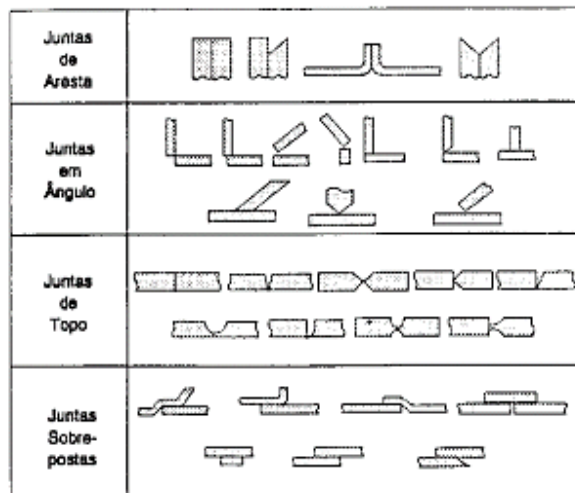 Juntas
de
Aresta
Juntas
em
Ângulo
Juntas
de
Topo
Juntas
Sobre-
postas